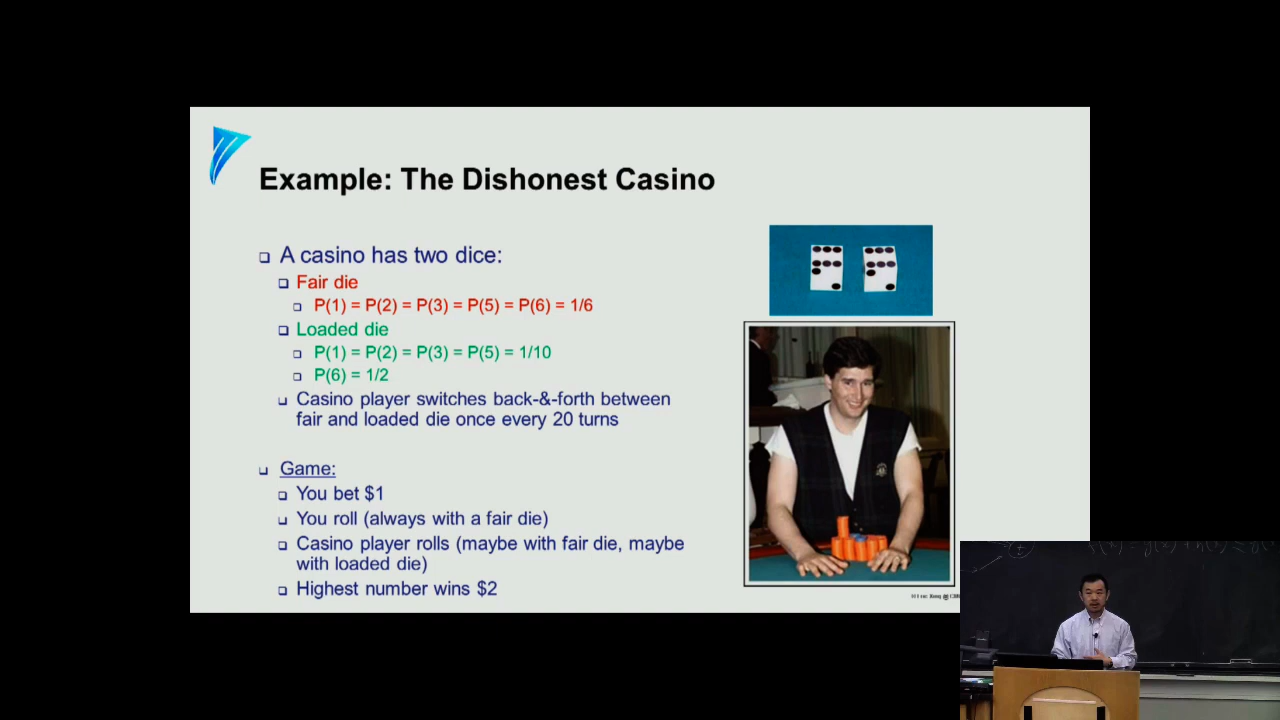 Example: The Dishonest Casino
A casino has two dice:
Fair die
P(1) = P(2) = P(3) = P(5) = P(6) = 1/6
Loaded die
P(1) = P(2) = P(3) = P(5) = 1/10
P(6) = 1/2
Casino player switches back-&-forth between
fair and loaded die once every 20 turns
Game:
You bet $1
You roll (always with a fair die)
Casino player rolls (maybe with fair die, maybe
with loaded die)
Highest number wins $2